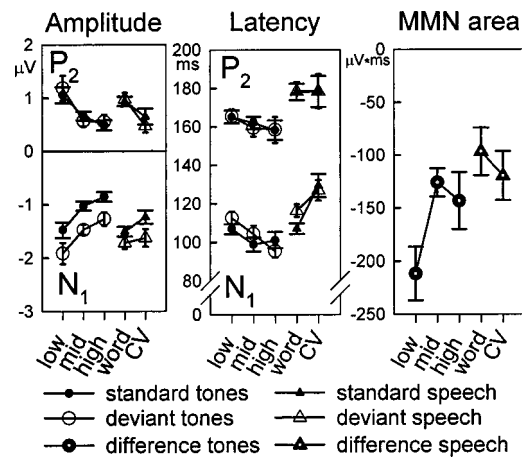 Amplitude Latency MMN area
μV P2 200 ms P2 μV*ms
2 180 -50
1 160 -100
0 140 -150
-1 120 -200
-2 100 -250
-3 80
0
N1 N1
low mid high word CV low mid high word CV low mid high word CV
standard tones standard speech
deviant tones deviant speech
difference tones difference speech